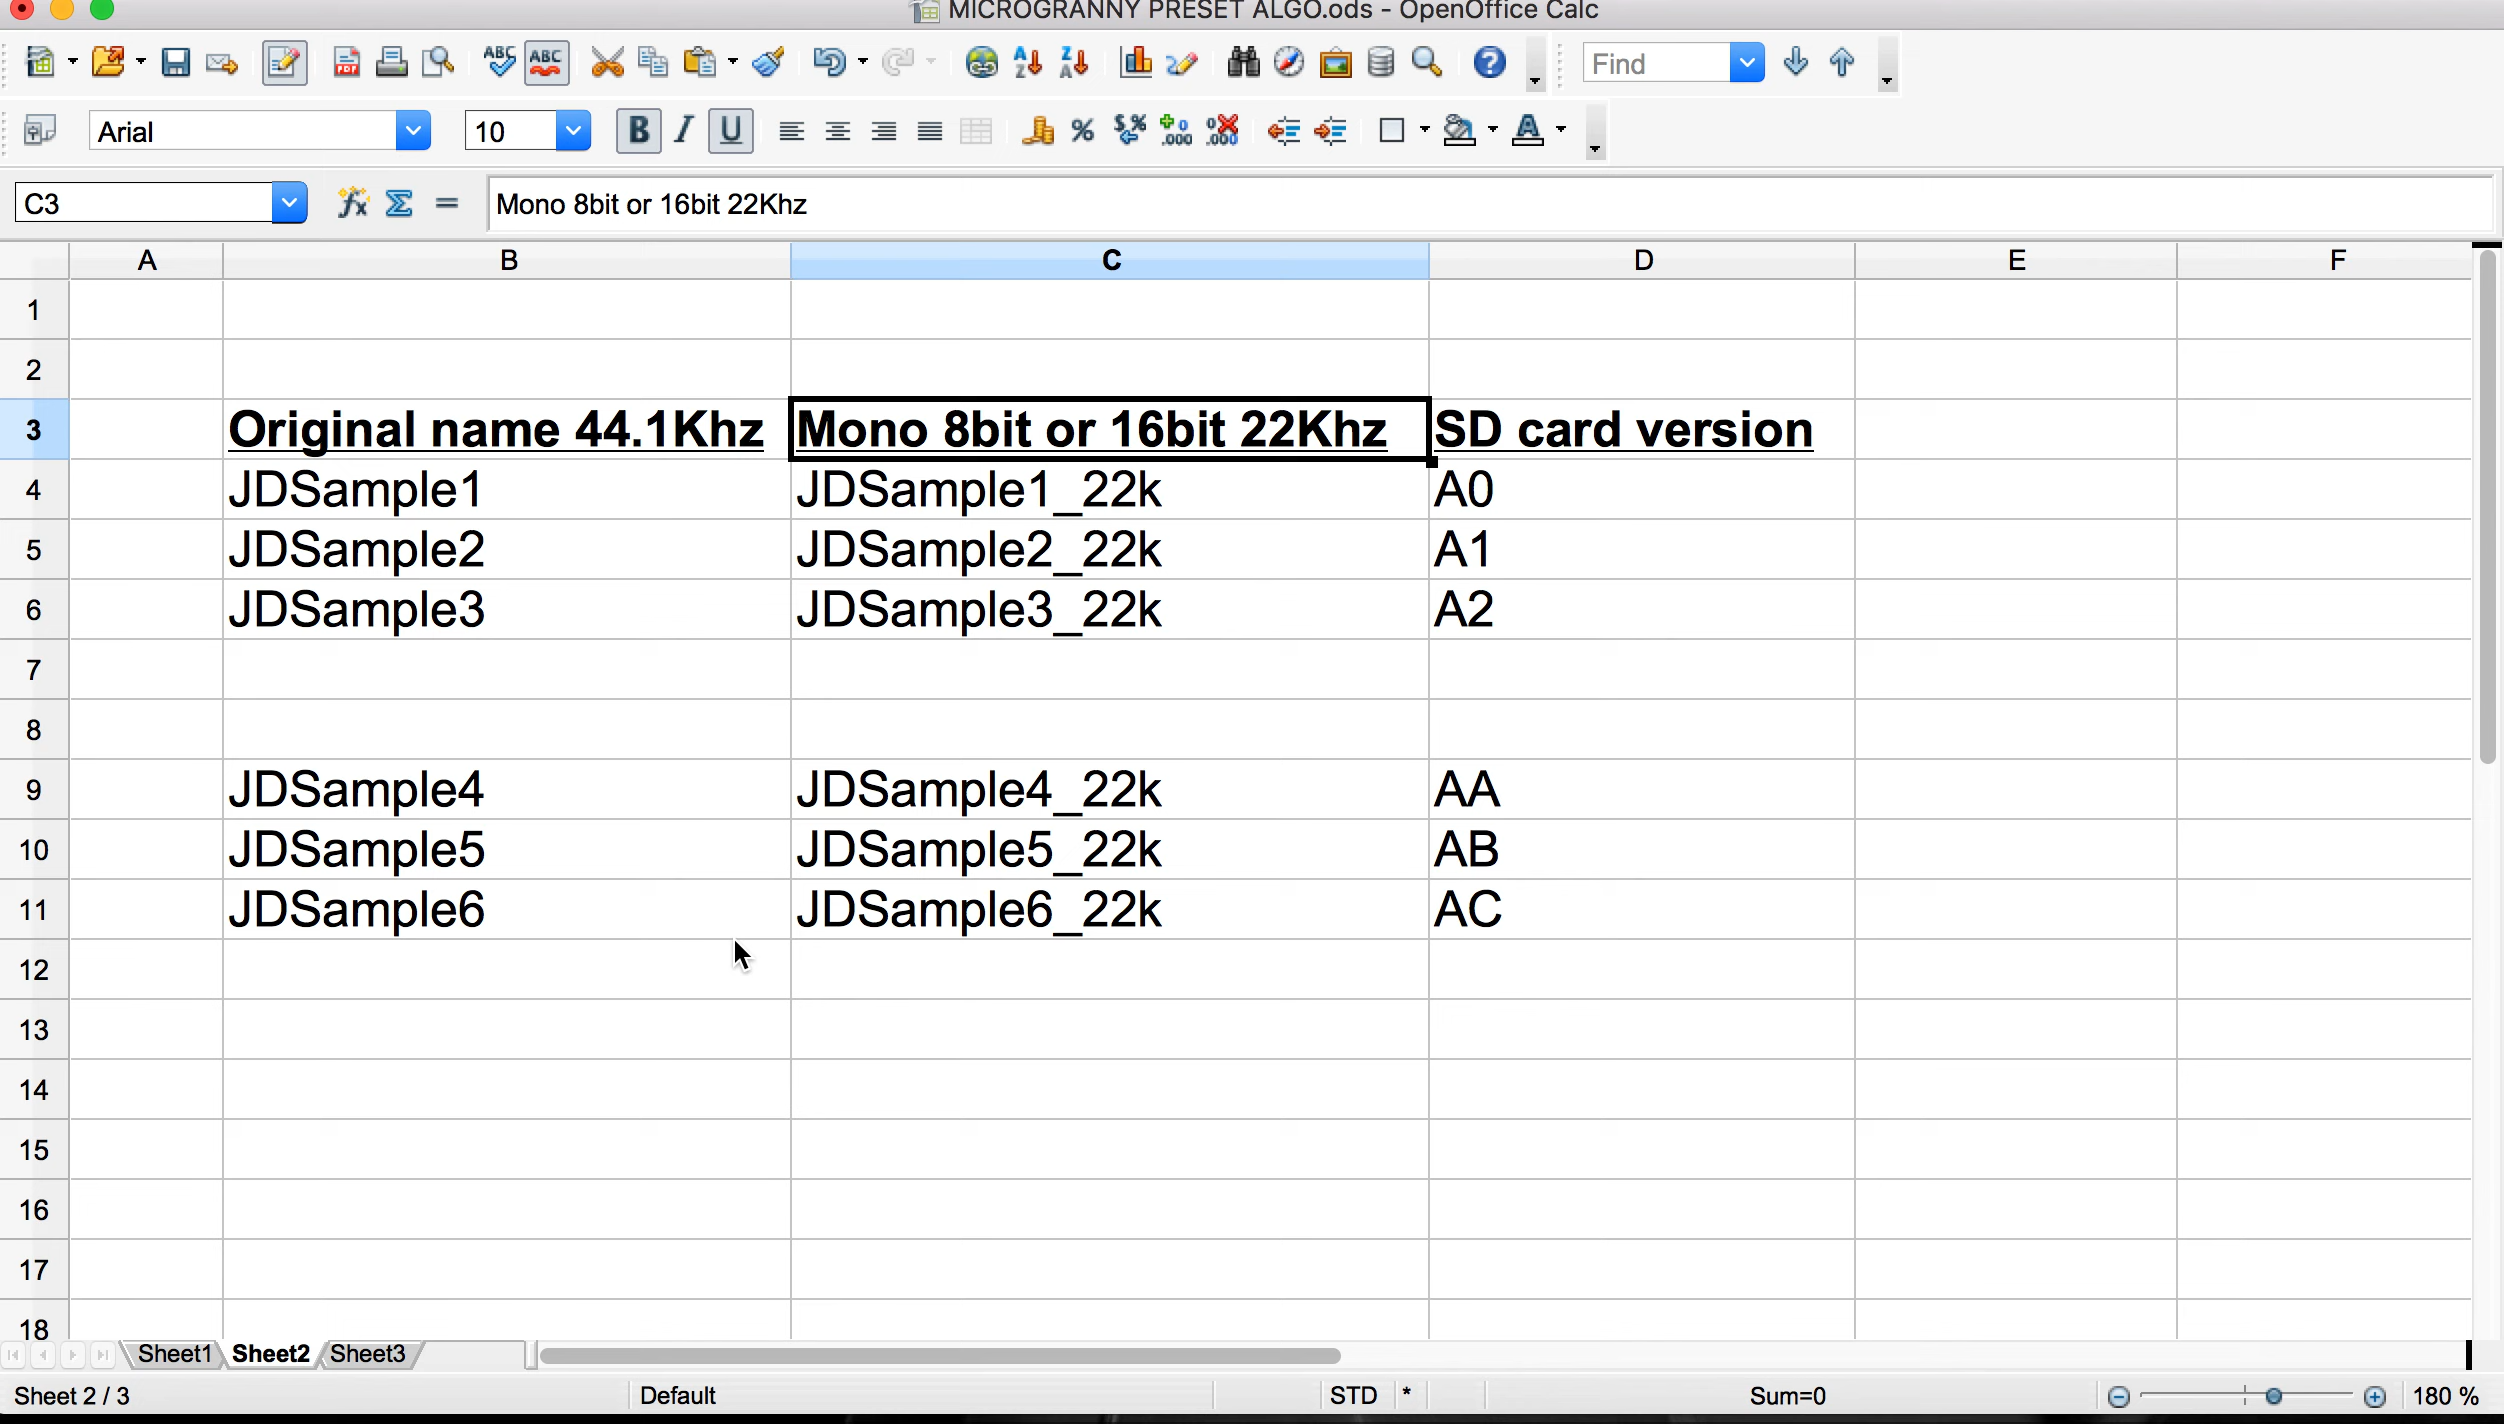 MICROGRANNY PRESET ALGO.ods - OpenOffice Calc
Find
Arial 10
C3 Mono 8bit or 16bit 22Khz
A B C D E F
1
2
3 Original name 44.1Khz Mono 8bit or 16bit 22Khz SD card version
4 JDSample1 JDSample1_22k A0
5 JDSample2 JDSample2_22k A1
6 JDSample3 JDSample3_22k A2
7
8
9 JDSample4 JDSample4_22k AA
10 JDSample5 JDSample5_22k AB
11 JDSample6 JDSample6_22k AC
12
13
14
15
16
17
18
Sheet1 Sheet2 Sheet3
Sheet 2 / 3 Default STD * Sum=0 180 %